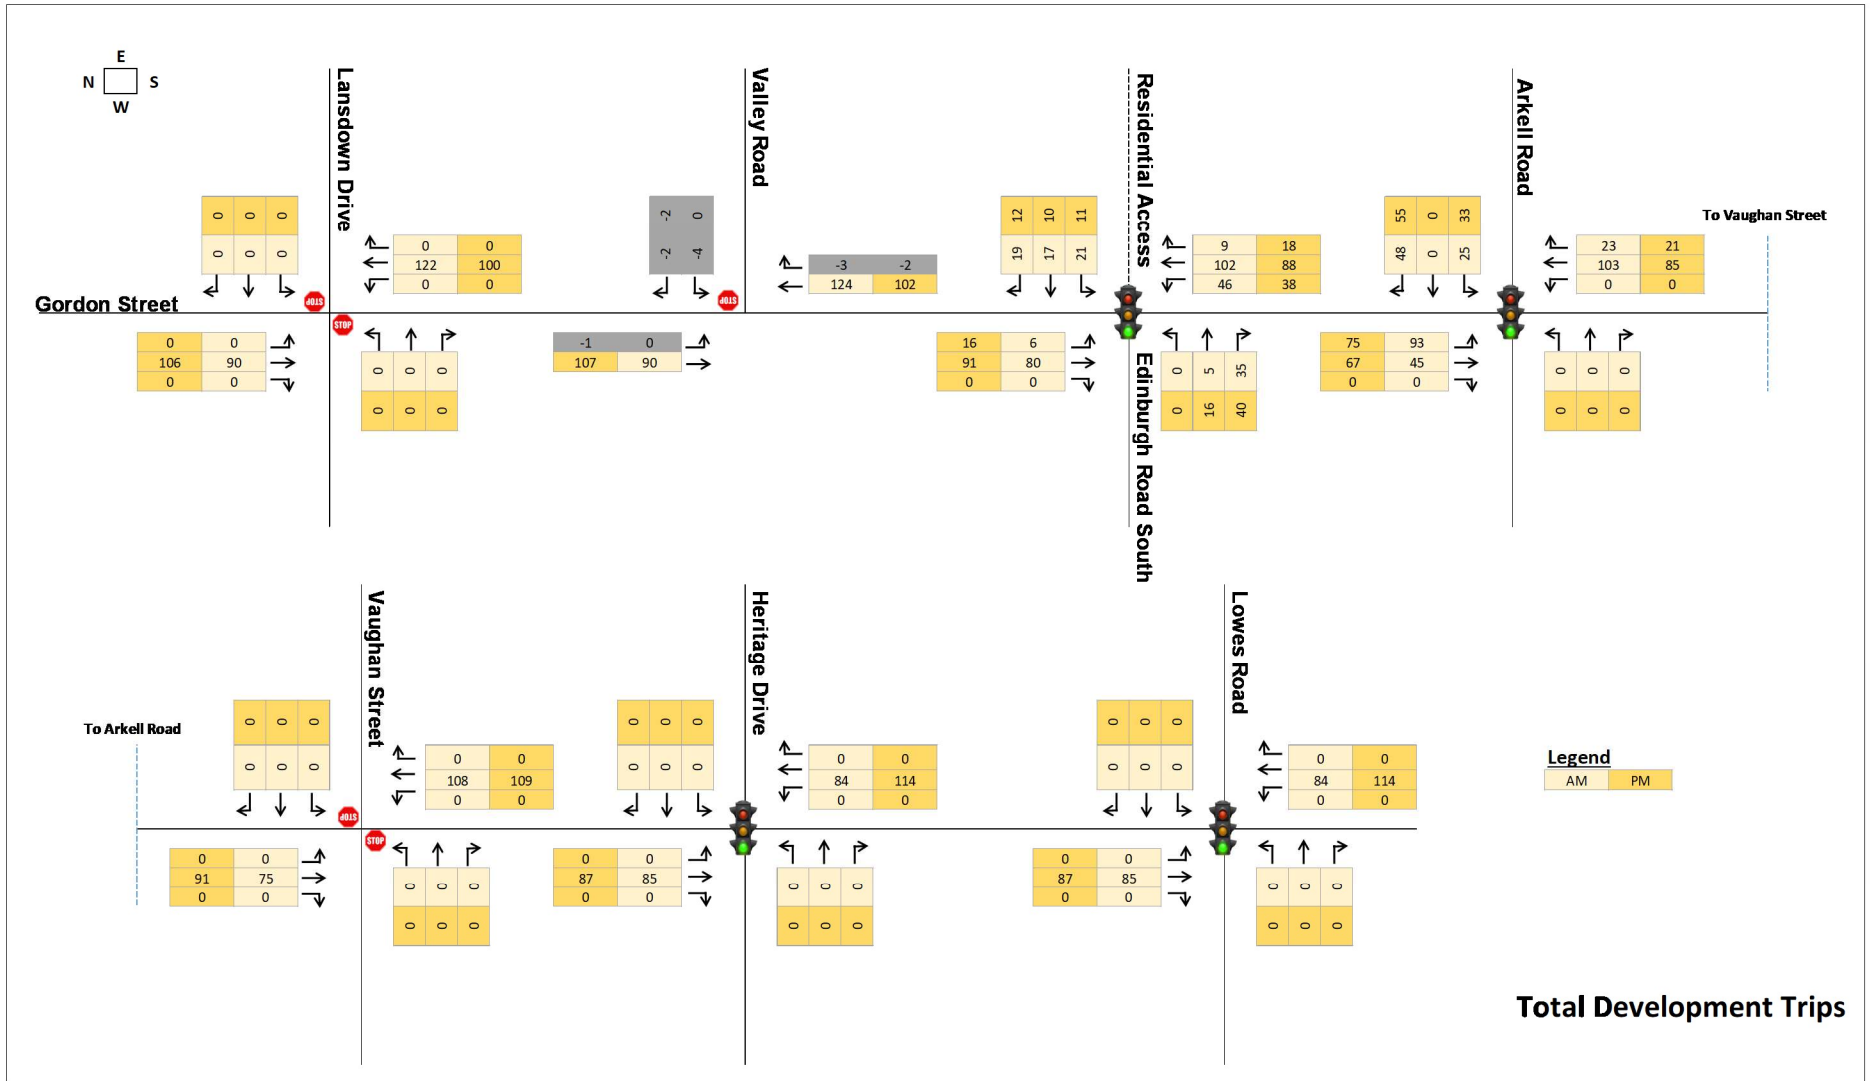 E
N S
W
Lansdown Drive
Valley Road
Residential Access
Arkell Road
To Vaughan Street
Gordon Street
0 0 0
0 0 0
STOP
0 0
122 100
0 0
-2 0
-2 -4
STOP
-3 -2
124 102
12 10 11
19 17 21
9 18
102 88
46 38
55 0 33
48 0 25
23 21
103 85
0 0
0 0
106 90
0 0
STOP
0 0 0
0 0 0
-1 0
107 90
16 6
91 80
0 0
Edinburgh Road South
0 5 35
0 16 40
75 93
67 45
0 0
0 0 0
0 0 0
To Arkell Road
Vaughan Street
Heritage Drive
Lowes Road
0 0 0
0 0 0
STOP
0 0
108 109
0 0
0 0 0
0 0 0
0 0
84 114
0 0
0 0 0
0 0 0
0 0
84 114
0 0
Legend
AM PM
0 0
91 75
0 0
STOP
0 0 0
0 0 0
0 0
87 85
0 0
0 0 0
0 0 0
0 0
87 85
0 0
0 0 0
0 0 0
Total Development Trips